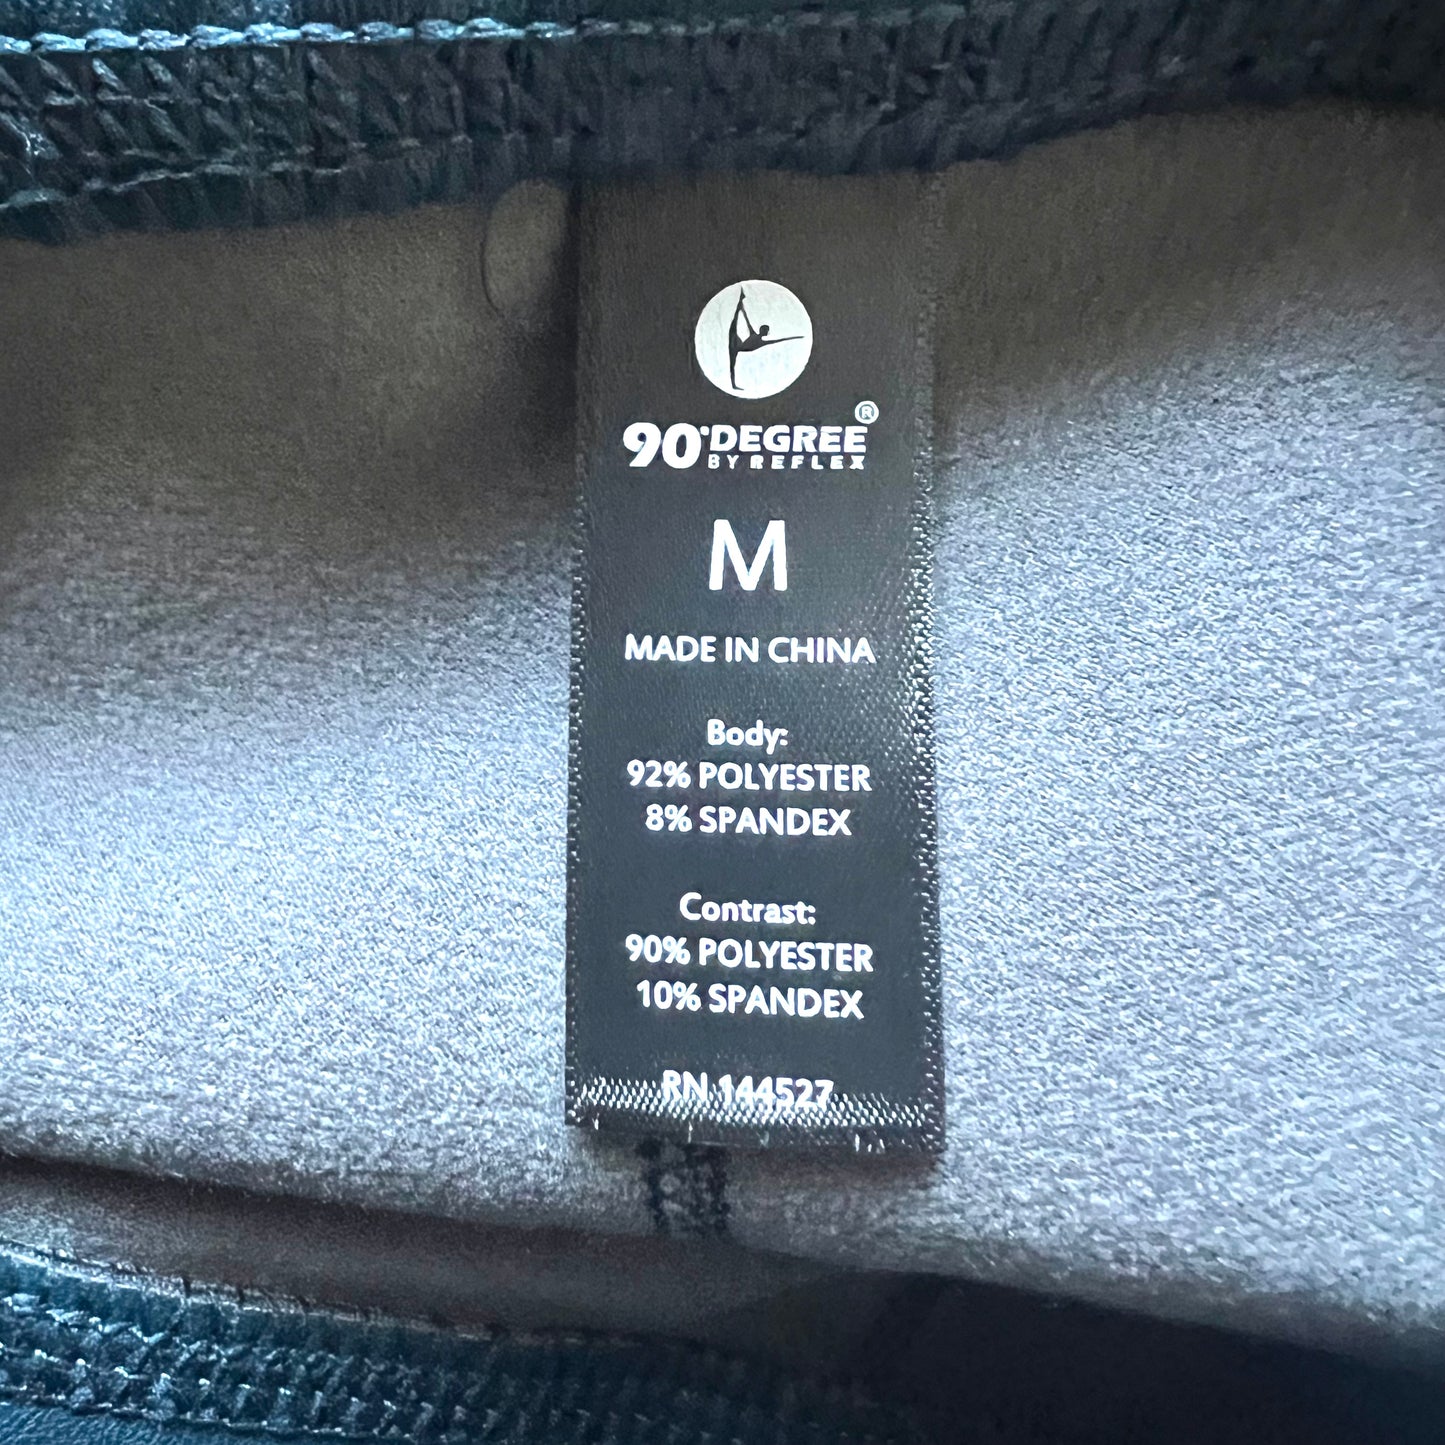 90°DEGREE®
BY REFLEX
M
MADE IN CHINA
Body:
92% POLYESTER
8% SPANDEX
Contrast:
90% POLYESTER
10% SPANDEX
RN 144527